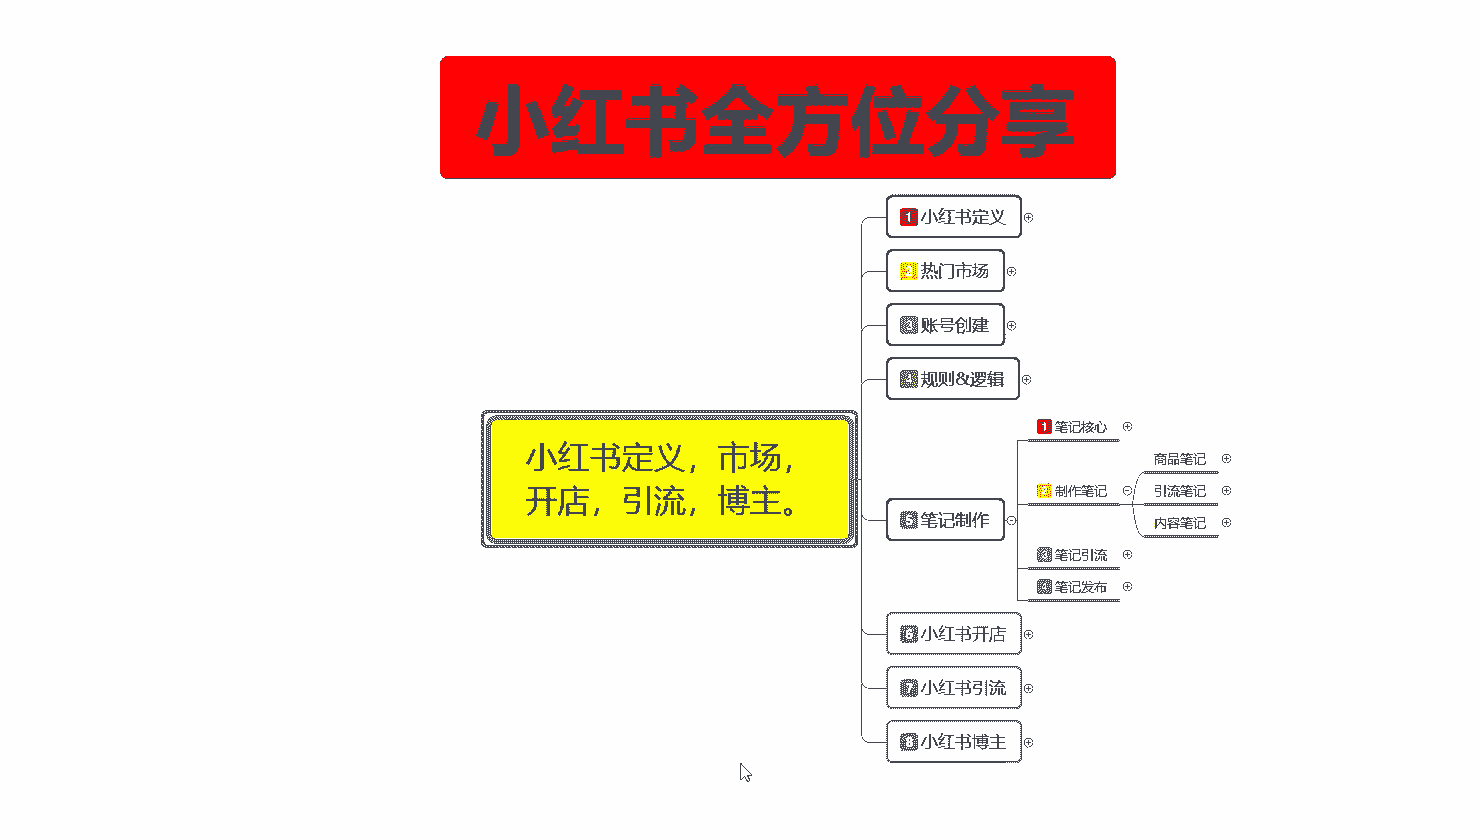 小红书全方位分享
1 小红书定义
2 热门市场
3 账号创建
4 规则&逻辑
小红书定义，市场，
开店，引流，博主。
5 笔记制作
1 笔记核心
2 制作笔记
商品笔记
引流笔记
内容笔记
3 笔记引流
4 笔记发布
6 小红书开店
7 小红书引流
8 小红书博主